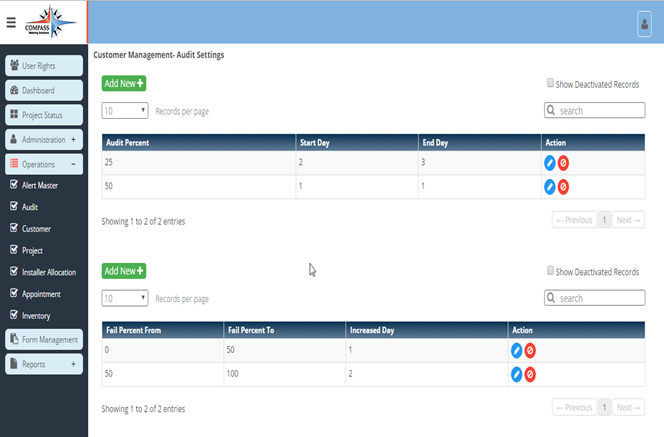 COMPASS
Metering Solutions
User Rights
Dashboard
Project Status
Administration +
Operations –
Alert Master
Audit
Customer
Project
Installer Allocation
Appointment
Inventory
Form Management
Reports +
Customer Management- Audit Settings
Add New +
Show Deactivated Records
10 Records per page
search
Audit Percent Start Day End Day Action
25 2 3
50 1 1
Showing 1 to 2 of 2 entries
← Previous 1 Next →
Add New +
Show Deactivated Records
10 Records per page
search
Fail Percent From Fail Percent To Increased Day Action
0 50 1
50 100 2
Showing 1 to 2 of 2 entries
← Previous 1 Next →